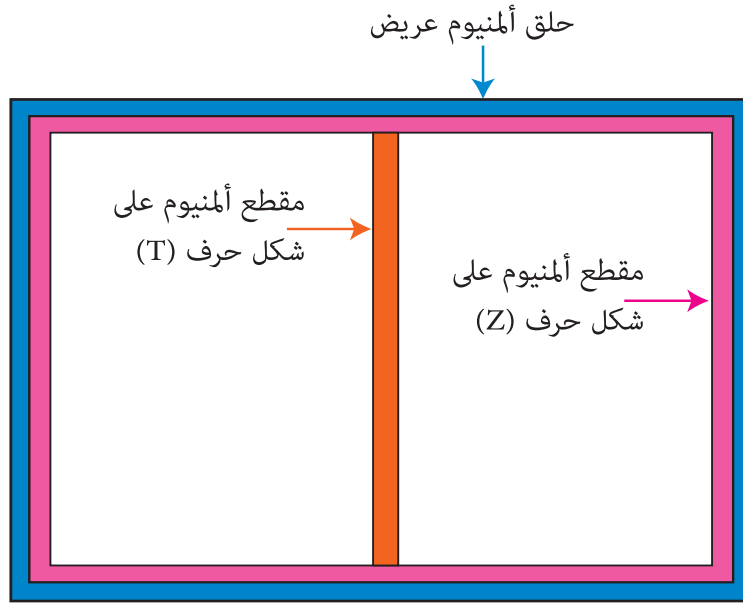 حلق ألمنيوم عريض
مقطع ألمنيوم على
شكل حرف (T)
مقطع ألمنيوم على
شكل حرف (Z)